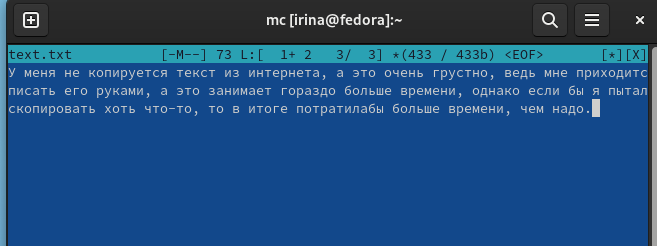 mc [irina@fedora]:~
text.txt [-M--] 73 L:[ 1+ 2 3/ 3] *(433 / 433b) <EOF> [*][X]
У меня не копируется текст из интернета, а это очень грустно, ведь мне приходитс
писать его руками, а это занимает гораздо больше времени, однако если бы я пытал
скопировать хоть что-то, то в итоге потратилабы больше времени, чем надо.